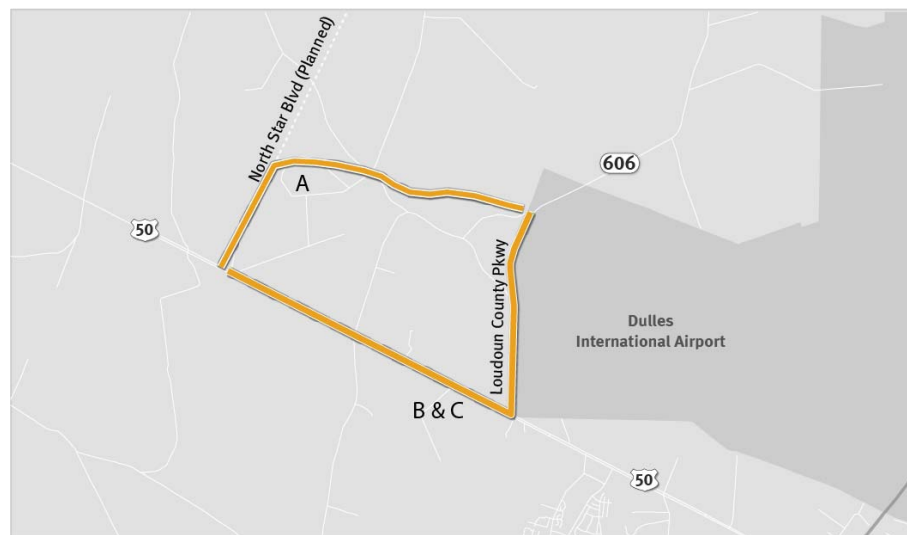 North Star Blvd (Planned)
606
A
50
Loudoun County Pkwy
Dulles
International Airport
B & C
50